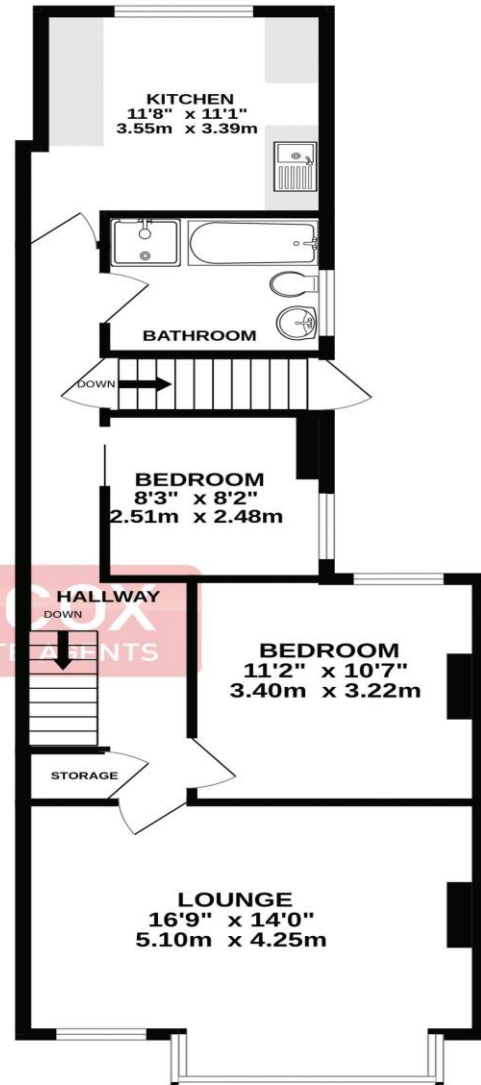 KITCHEN
11'8" x 11'1"
3.55m x 3.39m
BATHROOM
DOWN
BEDROOM
8'3" x 8'2"
2.51m x 2.48m
COX
HALLWAY
DOWN
AGENTS
BEDROOM
11'2" x 10'7"
3.40m x 3.22m
STORAGE
LOUNGE
16'9" x 14'0"
5.10m x 4.25m